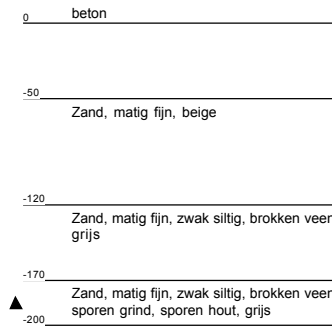 beton
0
-50
Zand, matig fijn, beige
-120
Zand, matig fijn, zwak siltig, brokken veen
grijs
-170
Zand, matig fijn, zwak siltig, brokken veen
sporen grind, sporen hout, grijs
-200